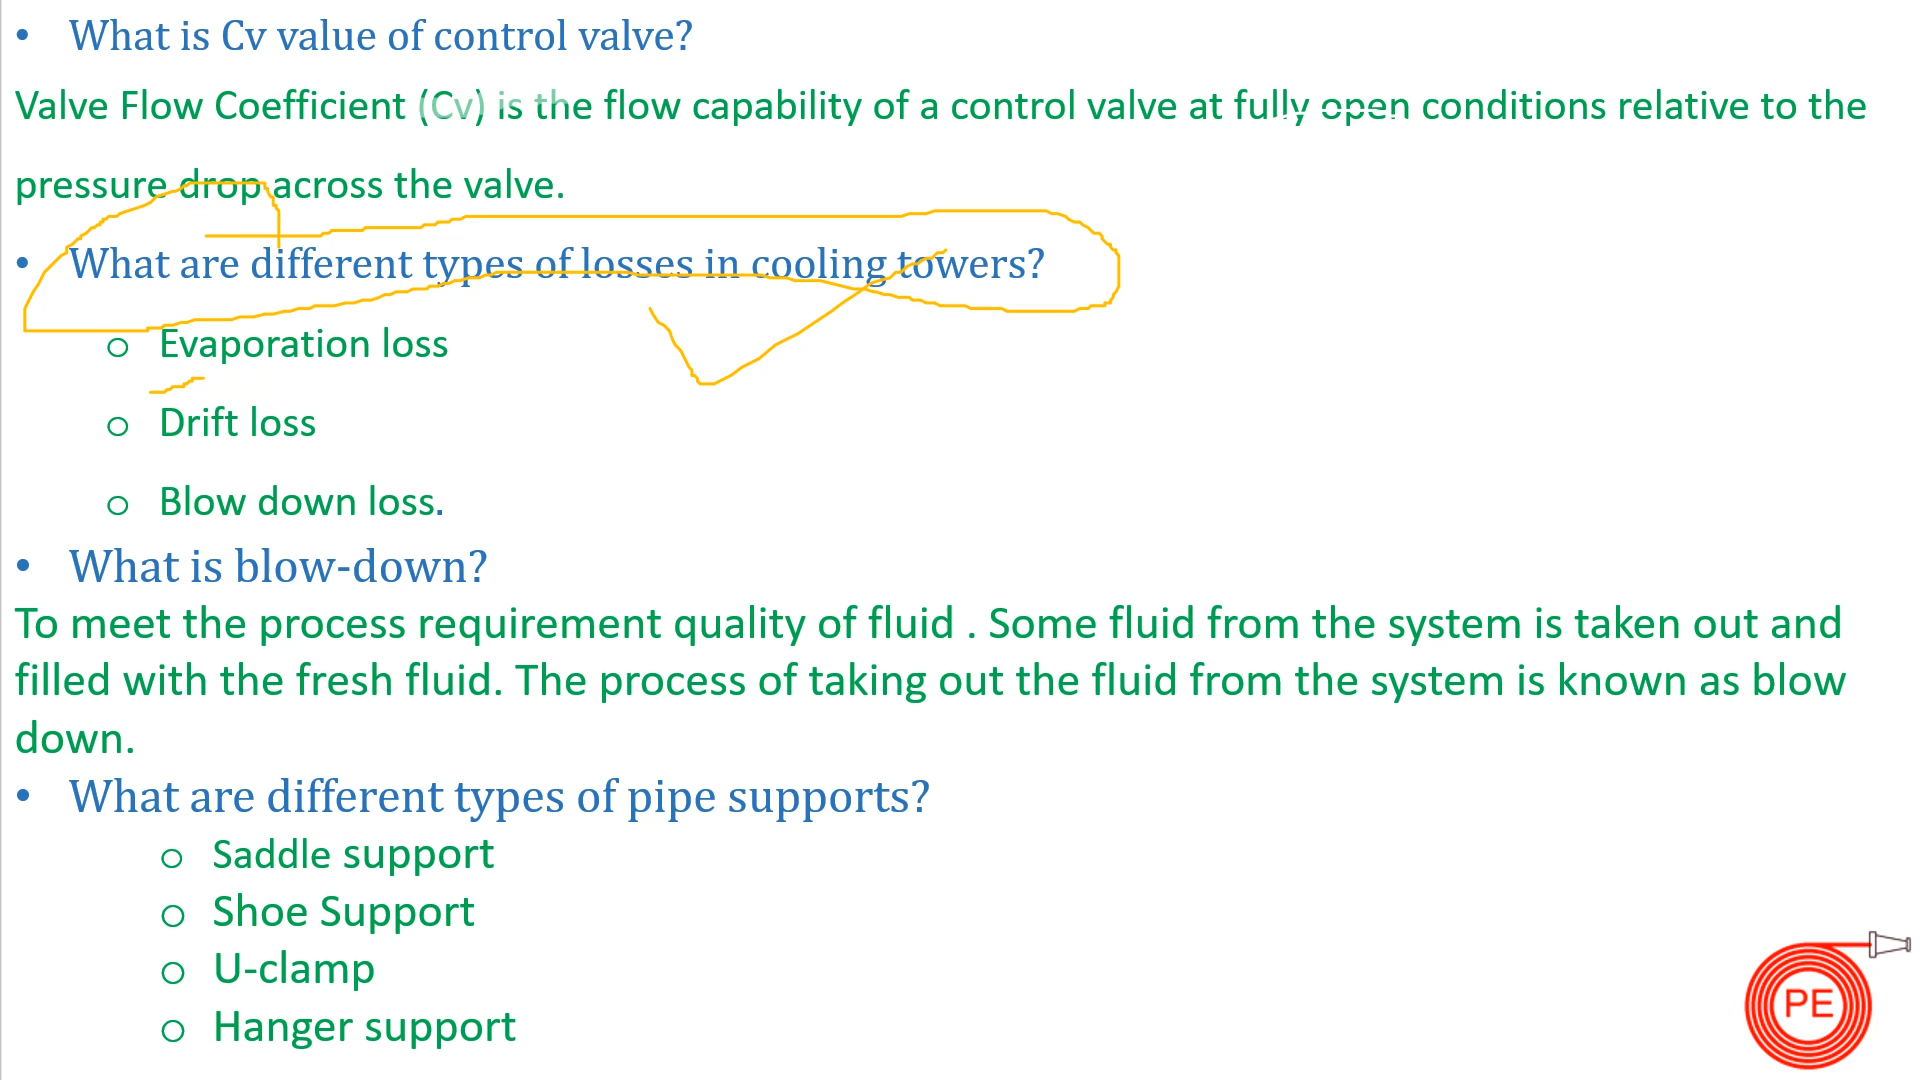 • What is Cv value of control valve?
Valve Flow Coefficient (Cv) is the flow capability of a control valve at fully open conditions relative to the
pressure drop across the valve.
• What are different types of losses in cooling towers?
o Evaporation loss
o Drift loss
o Blow down loss.
• What is blow-down?
To meet the process requirement quality of fluid . Some fluid from the system is taken out and
filled with the fresh fluid. The process of taking out the fluid from the system is known as blow
down.
• What are different types of pipe supports?
o Saddle support
o Shoe Support
o U-clamp
o Hanger support
PE